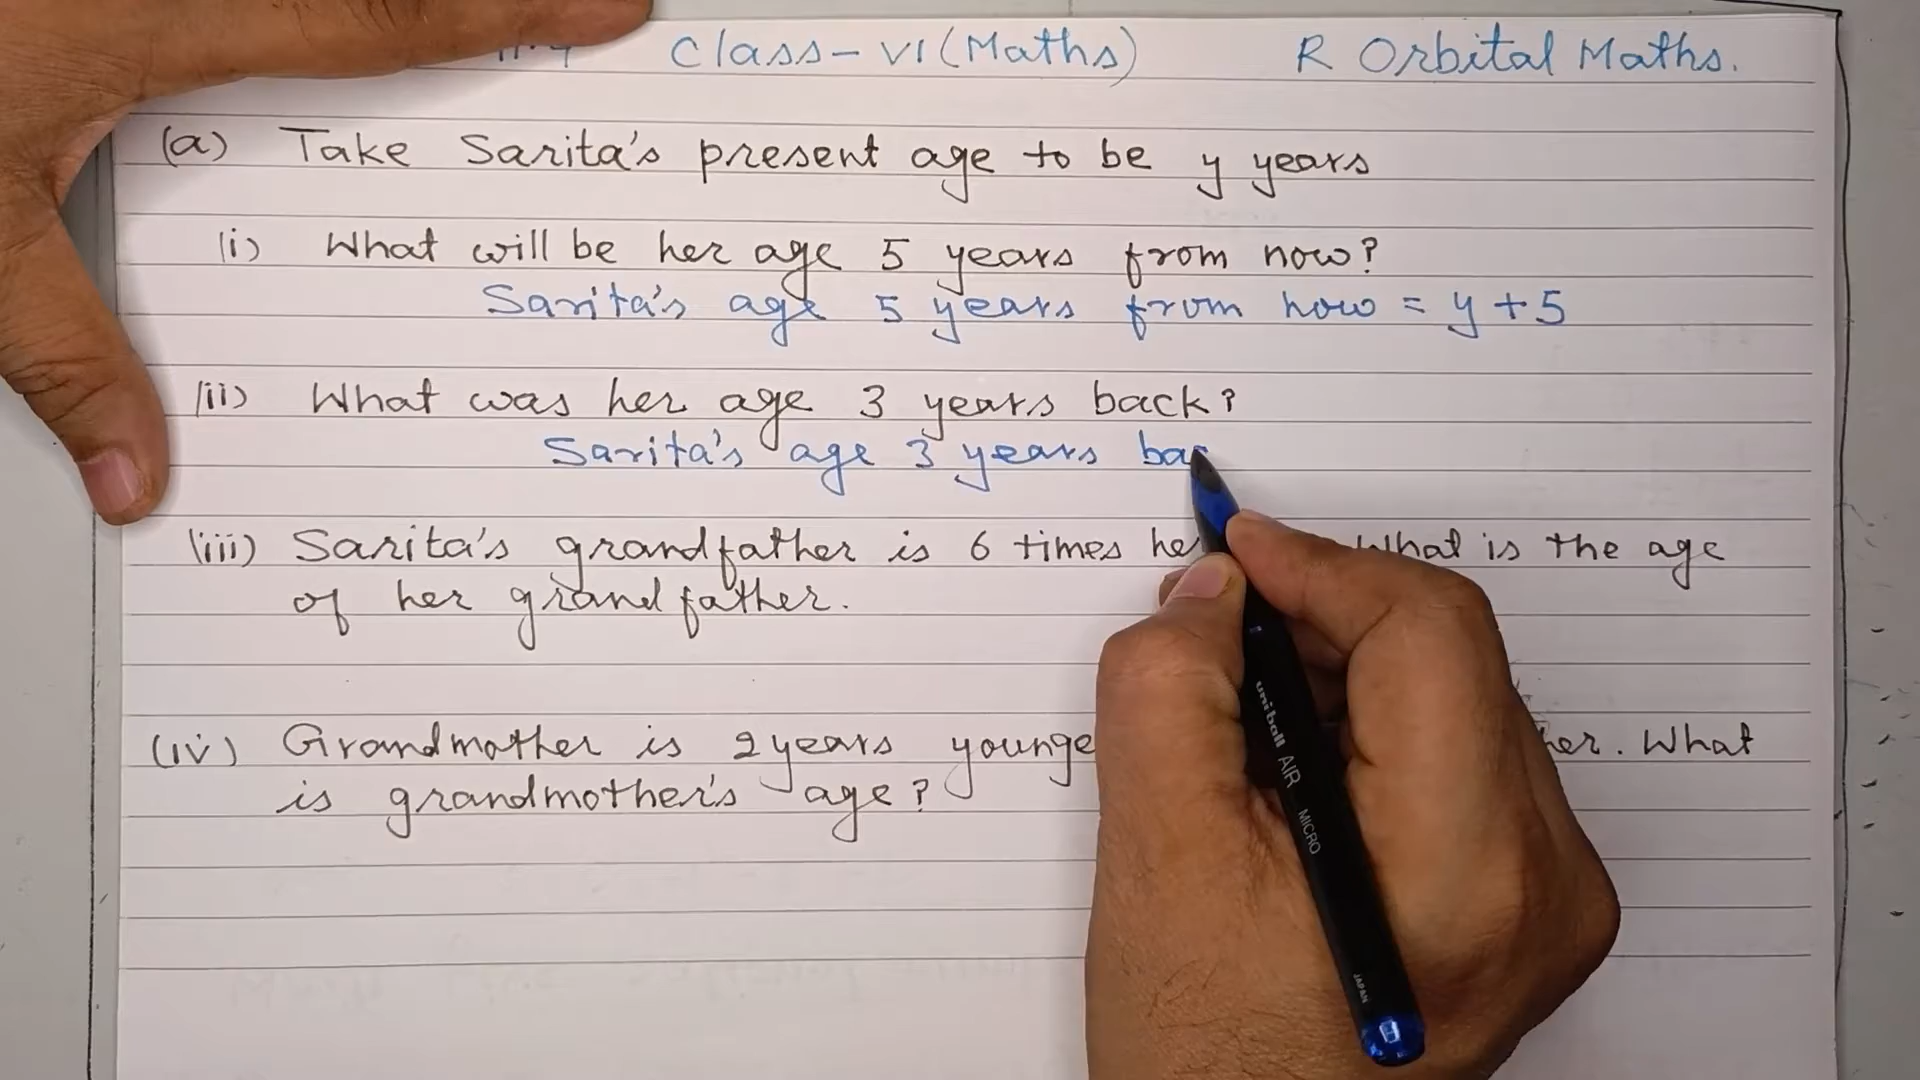 Class-VI (Maths) R Orbital Maths.
(a) Take Sarita's present age to be y years
(i) What will be her age 5 years from now?
Sarita's age 5 years from now = y + 5
(ii) What was her age 3 years back?
Sarita's age 3 years
(iii) Sarita's grandfather is 6 times What is the age
of her grandfather.
(iv) Grandmother is 2 years What
is grandmother's age?
uniball AIR MICRO
JAPAN